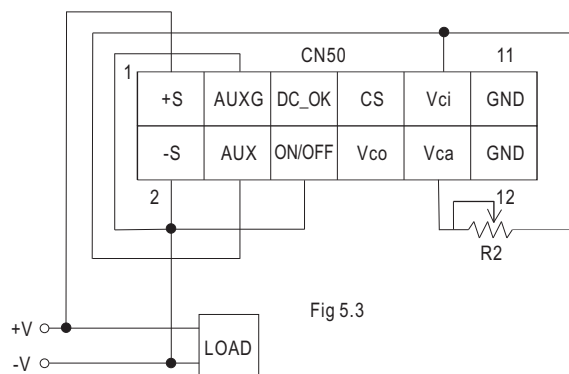 CN50
1 11
+S AUXG DC_OK CS Vci GND
-S AUX ON/OFF Vco Vca GND
2 12
R2
Fig 5.3
+V
LOAD
-V